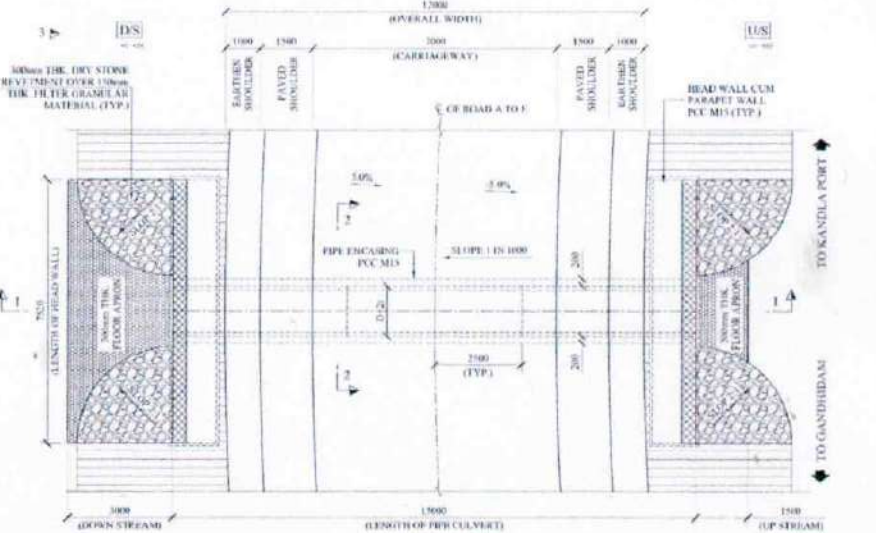 12000
(OVERALL WIDTH)
3
D/S
U/S
1000
1500
7000
1500
1000
(CARRIAGEWAY)
300mm THK. DRY STONE
REVETMENT OVER 150mm
THK. FILTER GRANULAR
MATERIAL (TYP.)
EARTHEN
SHOULDER
PAVED
SHOULDER
PAVED
SHOULDER
EARTHEN
SHOULDER
HEAD WALL CUM
PARAPET WALL
PCC M15 (TYP.)
OF ROAD A TO E
TO KANDLA PORT
5.0%
-5.0%
2
PIPE ENCASING
PCC M15
SLOPE 1 IN 1000
200
7520
(LENGTH OF HEAD WALL)
1
300mm THK.
FLOOR APRON
D+2t
300mm THK.
FLOOR APRON
1
2500
(TYP.)
200
2
TO GANDHIDAM
3000
(DOWN STREAM)
15000
(LENGTH OF PIPE CULVERT)
1500
(UP STREAM)